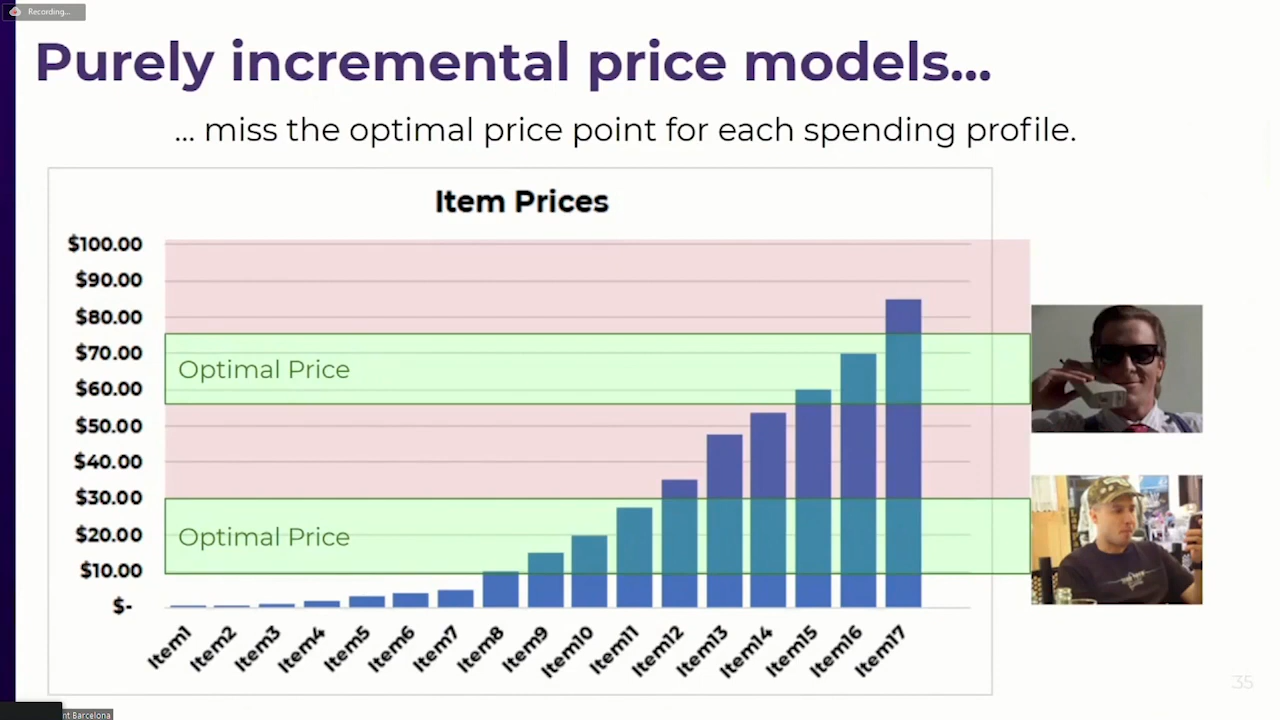 Recording...
Purely incremental price models...
... miss the optimal price point for each spending profile.
Item Prices
$100.00
$90.00
$80.00
$70.00
$60.00
$50.00
$40.00
$30.00
$20.00
$10.00
$-
Optimal Price
Optimal Price
Item1
Item2
Item3
Item4
Item5
Item6
Item7
Item8
Item9
Item10
Item11
Item12
Item13
Item14
Item15
Item16
Item17
35
Barcelona